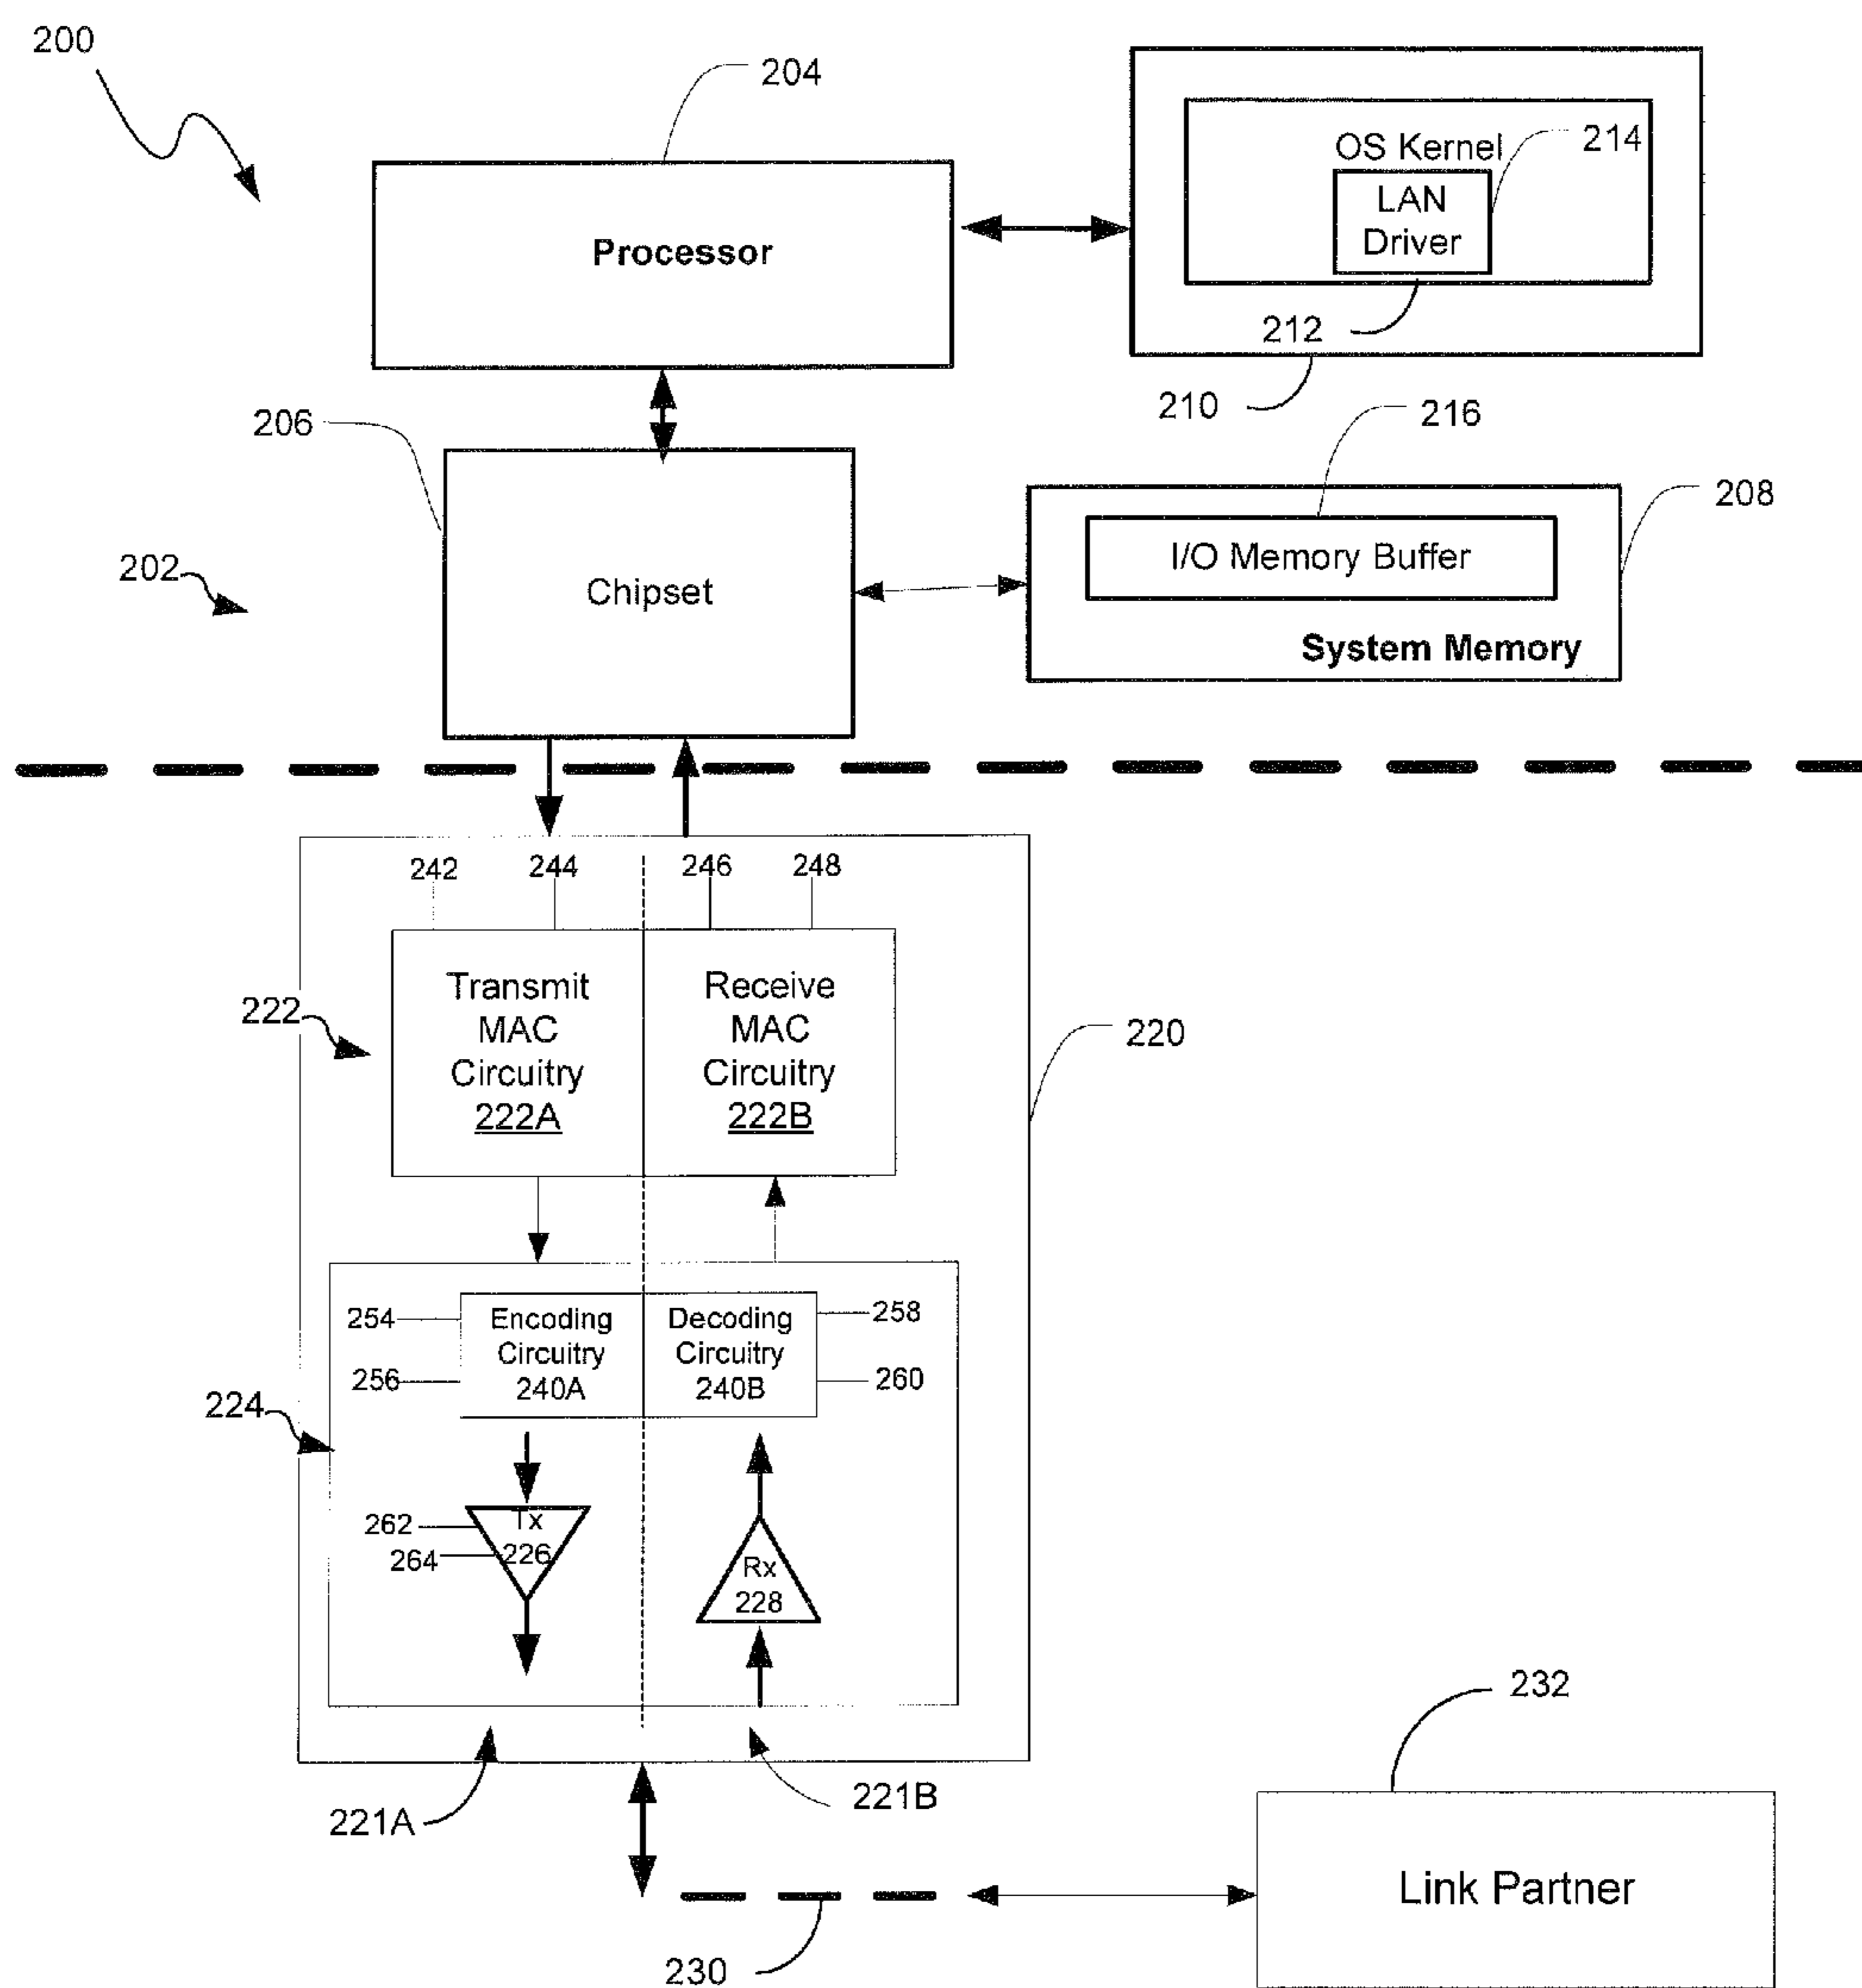 200
204
OS Kernel
214
LAN
Driver
Processor
212
210
206
216
208
I/O Memory Buffer
202
Chipset
System Memory
242
244
246
248
Transmit
MAC
Circuitry
222A
Receive
MAC
Circuitry
222B
222
220
254
256
Encoding
Circuitry
240A
Decoding
Circuitry
240B
258
260
224
262
264
Tx
226
Rx
228
232
221A
221B
Link Partner
230